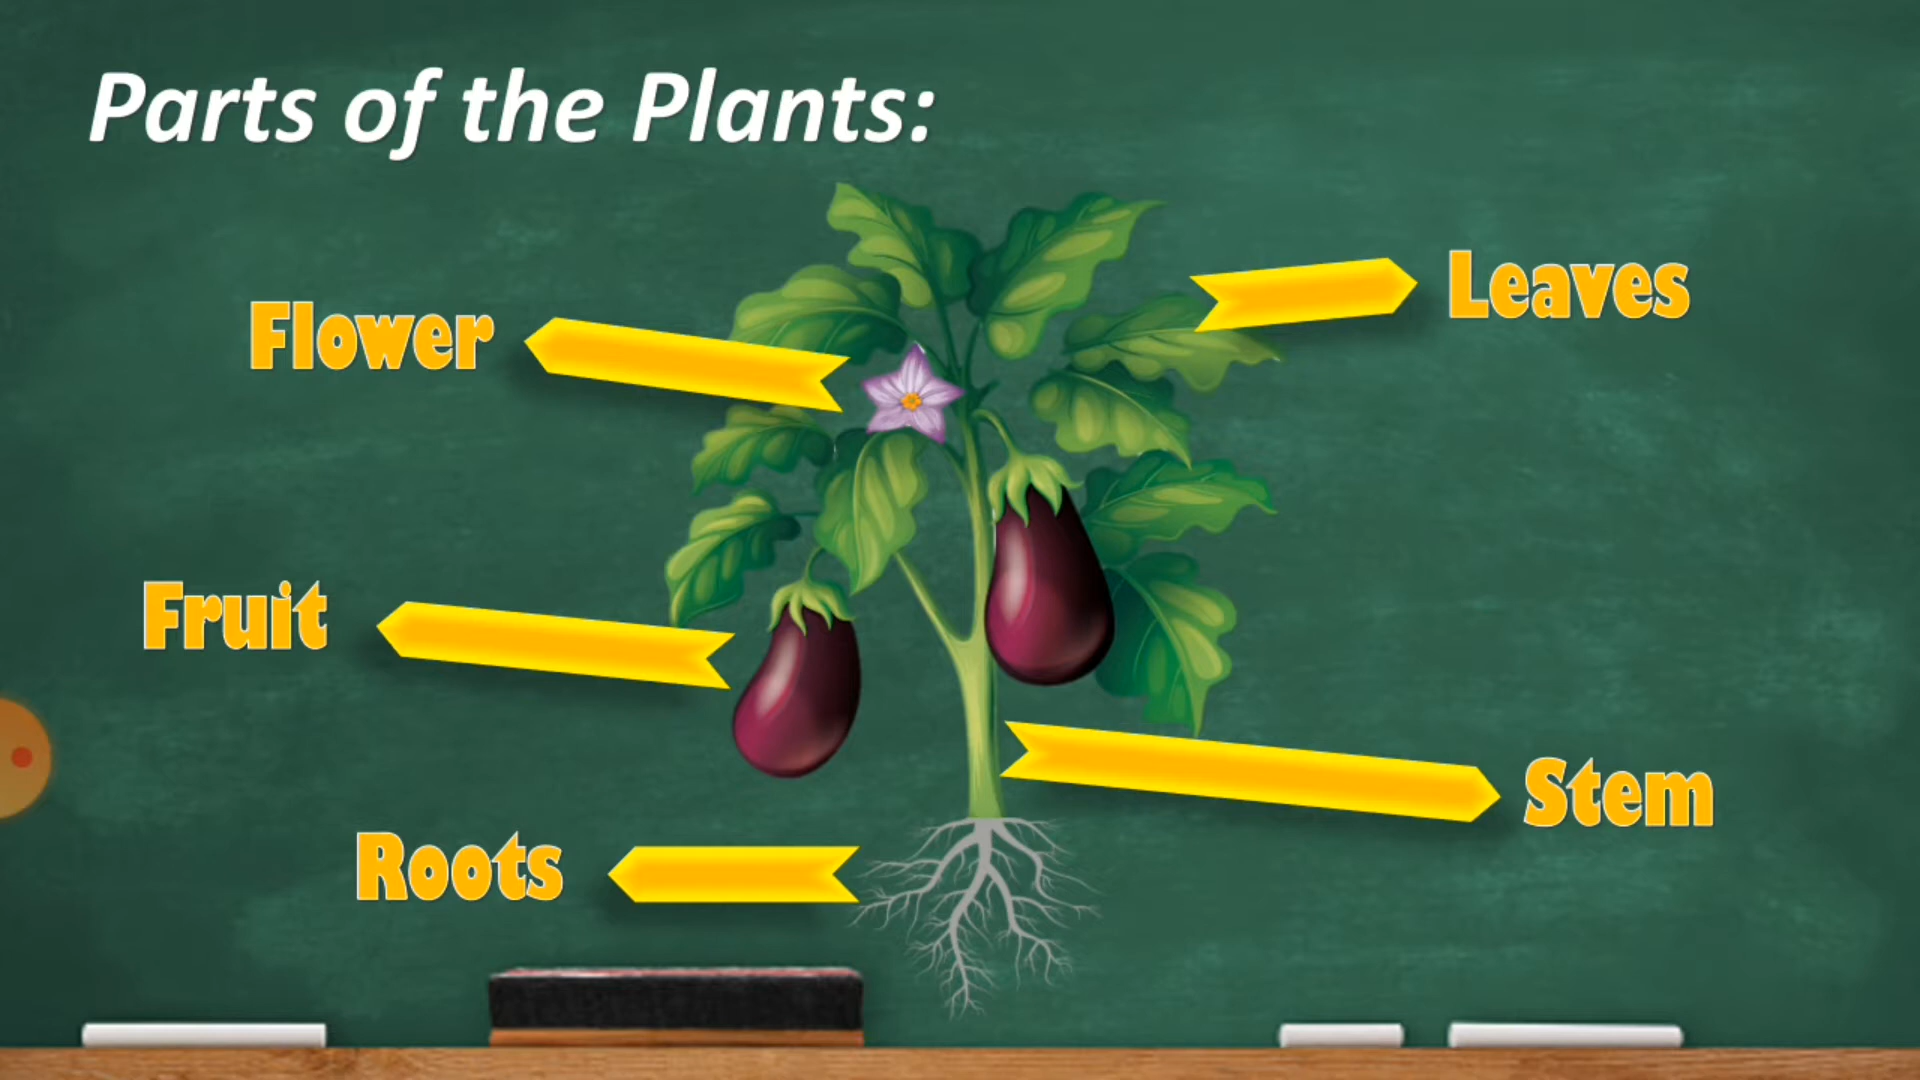 Parts of the Plants:
Leaves
Flower
Fruit
Stem
Roots